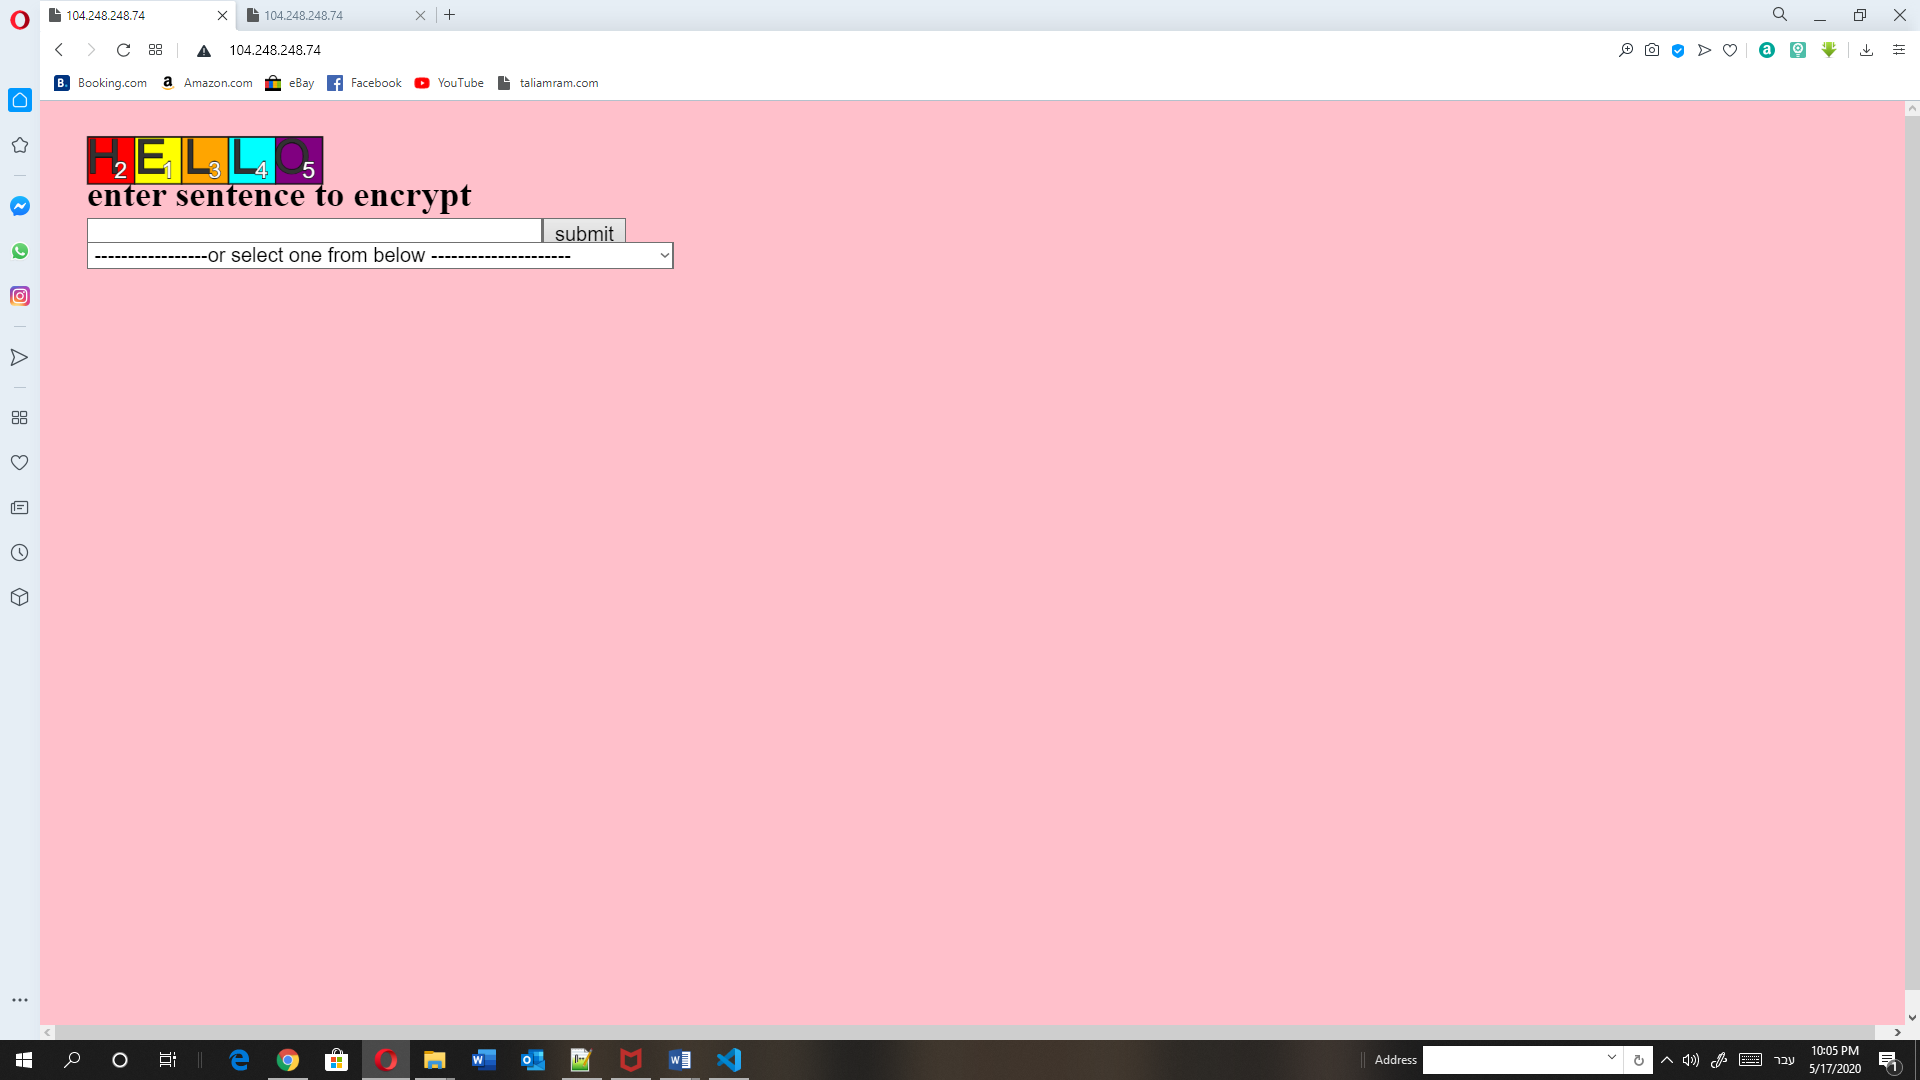 104.248.248.74
104.248.248.74
104.248.248.74
Booking.com Amazon.com eBay Facebook YouTube taliamram.com
H2 E1 L3 L4 O5
enter sentence to encrypt
submit
-----------------or select one from below ---------------------
Address
עבר
10:05 PM
5/17/2020
1